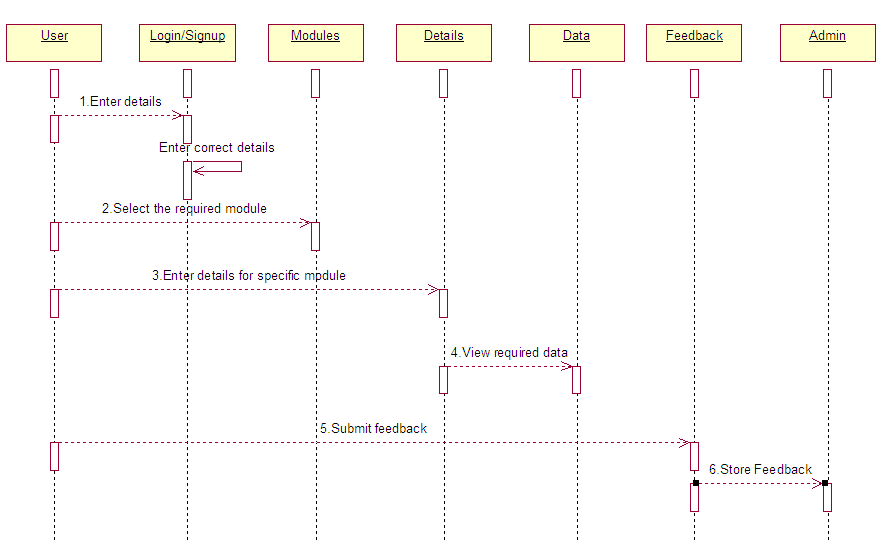 User
Login/Signup
Modules
Details
Data
Feedback
Admin
1.Enter details
Enter correct details
2.Select the required module
3.Enter details for specific module
4.View required data
5.Submit feedback
6.Store Feedback